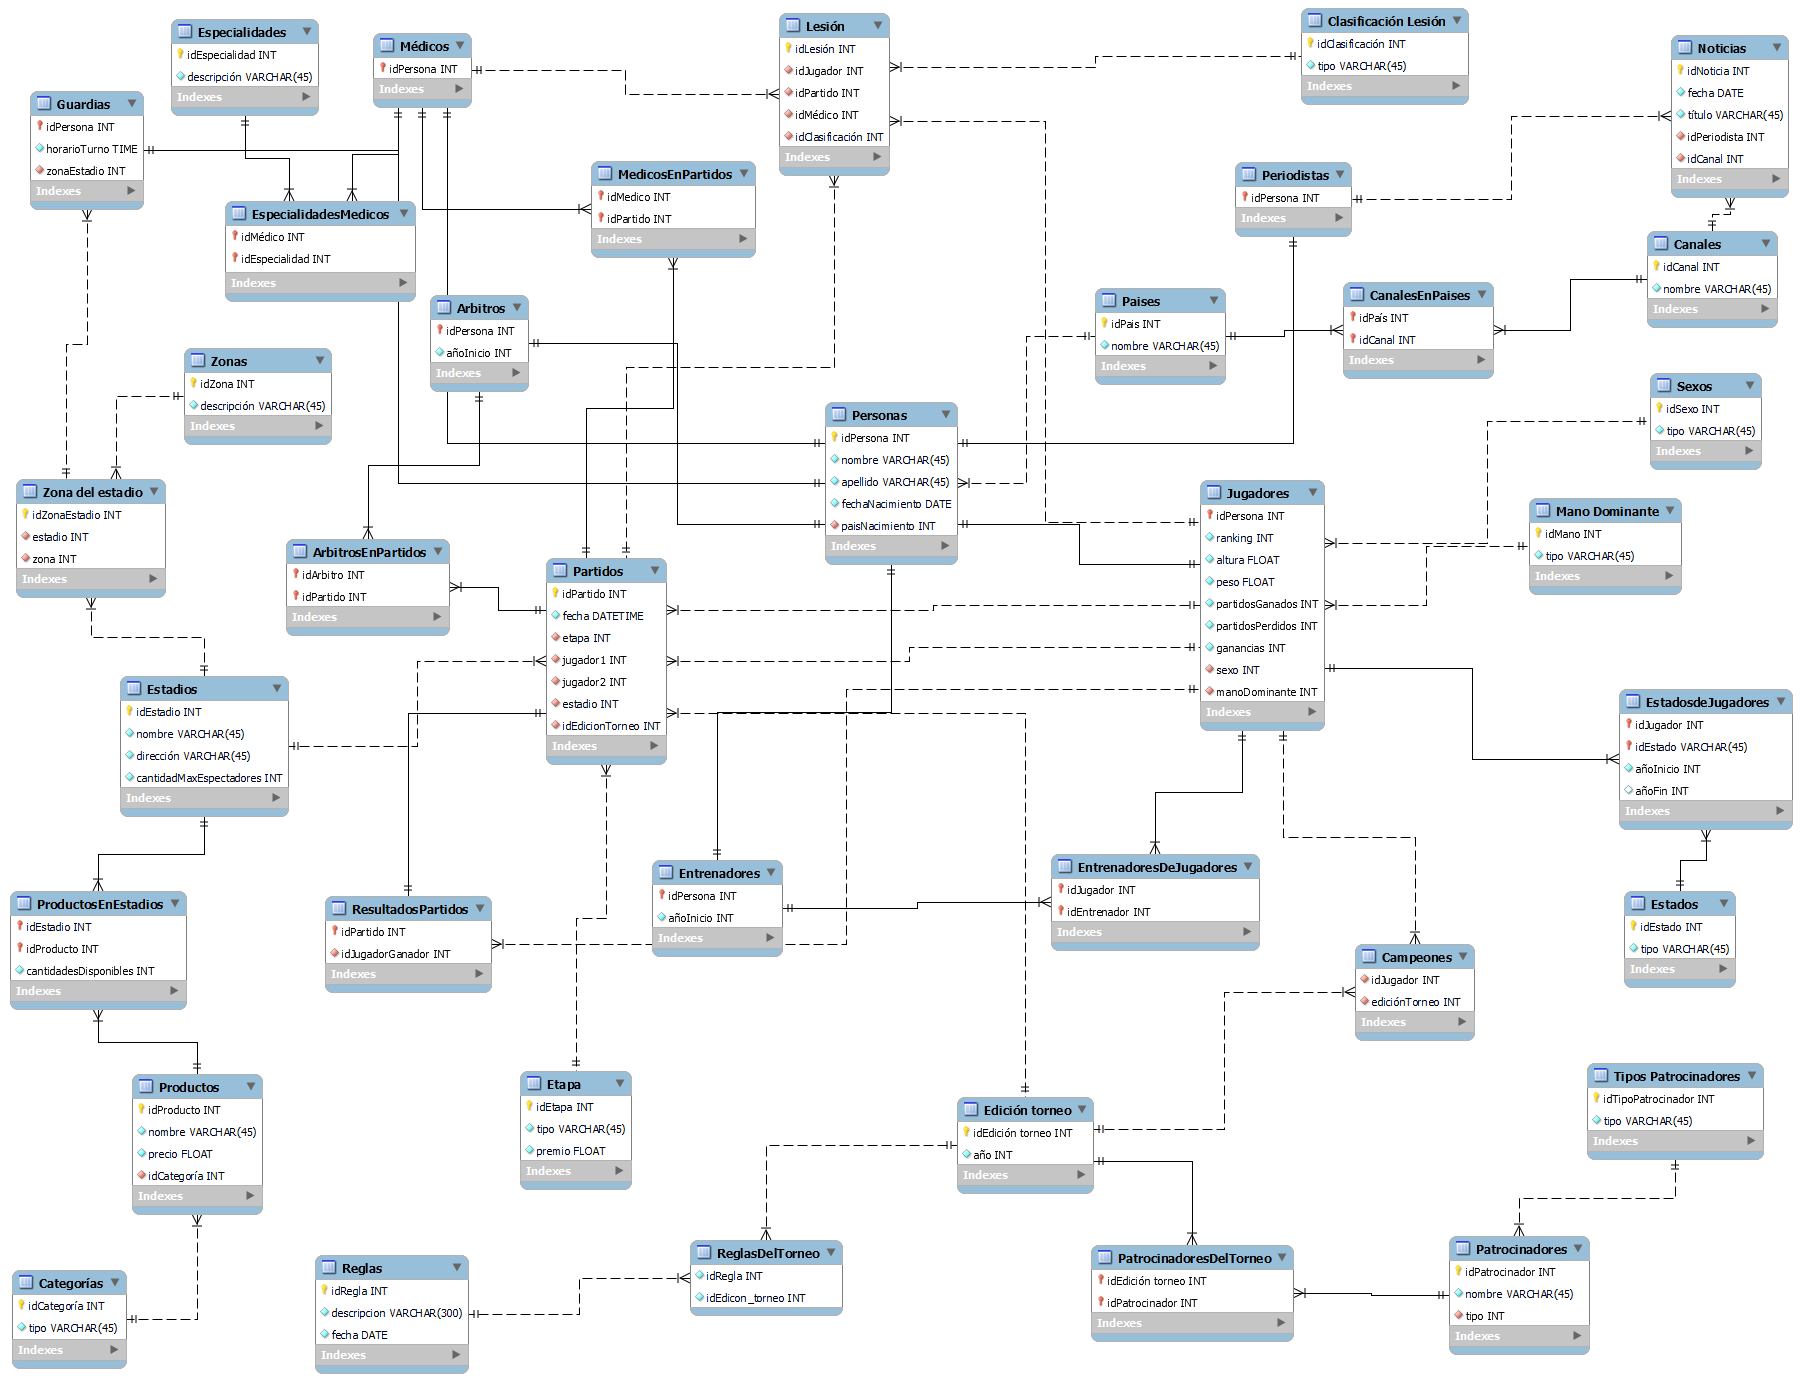 Especialidades
idEspecialidad INT
descripción VARCHAR(45)
Indexes
Médicos
idPersona INT
Indexes
Lesión
idLesión INT
idJugador INT
idPartido INT
idMédico INT
idClasificación INT
Indexes
Clasificación Lesión
idClasificación INT
tipo VARCHAR(45)
Indexes
Noticias
idNoticia INT
fecha DATE
título VARCHAR(45)
idPeriodista INT
idCanal INT
Indexes
Guardias
idPersona INT
horarioTurno TIME
zonaEstadio INT
Indexes
MedicosEnPartidos
idMedico INT
idPartido INT
Indexes
Periodistas
idPersona INT
Indexes
EspecialidadesMedicos
idMédico INT
idEspecialidad INT
Indexes
Canales
idCanal INT
nombre VARCHAR(45)
Indexes
Arbitros
idPersona INT
añoInicio INT
Indexes
Paises
idPais INT
nombre VARCHAR(45)
Indexes
CanalesEnPaises
idPaís INT
idCanal INT
Indexes
Zonas
idZona INT
descripción VARCHAR(45)
Indexes
Sexos
idSexo INT
tipo VARCHAR(45)
Indexes
Personas
idPersona INT
nombre VARCHAR(45)
apellido VARCHAR(45)
fechaNacimiento DATE
paisNacimiento INT
Indexes
Zona del estadio
idZonaEstadio INT
estadio INT
zona INT
Indexes
Jugadores
idPersona INT
ranking INT
altura FLOAT
peso FLOAT
partidosGanados INT
partidosPerdidos INT
ganancias INT
sexo INT
manoDominante INT
Indexes
Mano Dominante
idMano INT
tipo VARCHAR(45)
Indexes
ArbitrosEnPartidos
idArbitro INT
idPartido INT
Indexes
Partidos
idPartido INT
fecha DATETIME
etapa INT
jugador1 INT
jugador2 INT
estadio INT
idEdicionTorneo INT
Indexes
Estadios
idEstadio INT
nombre VARCHAR(45)
dirección VARCHAR(45)
cantidadMaxEspectadores INT
Indexes
EstadosdeJugadores
idJugador INT
idEstado VARCHAR(45)
añoInicio INT
añoFin INT
Indexes
ProductosEnEstadios
idEstadio INT
idProducto INT
cantidadesDisponibles INT
Indexes
ResultadosPartidos
idPartido INT
idJugadorGanador INT
Indexes
Entrenadores
idPersona INT
añoInicio INT
Indexes
EntrenadoresDeJugadores
idJugador INT
idEntrenador INT
Indexes
Estados
idEstado INT
tipo VARCHAR(45)
Indexes
Campeones
idJugador INT
ediciónTorneo INT
Indexes
Productos
idProducto INT
nombre VARCHAR(45)
precio FLOAT
idCategoría INT
Indexes
Etapa
idEtapa INT
tipo VARCHAR(45)
premio FLOAT
Indexes
Edición torneo
idEdición torneo INT
año INT
Indexes
Tipos Patrocinadores
idTipoPatrocinador INT
tipo VARCHAR(45)
Indexes
Categorías
idCategoría INT
tipo VARCHAR(45)
Indexes
Reglas
idRegla INT
descripcion VARCHAR(300)
fecha DATE
Indexes
ReglasDelTorneo
idRegla INT
idEdicon_torneo INT
Indexes
PatrocinadoresDelTorneo
idEdición torneo INT
idPatrocinador INT
Indexes
Patrocinadores
idPatrocinador INT
nombre VARCHAR(45)
tipo INT
Indexes